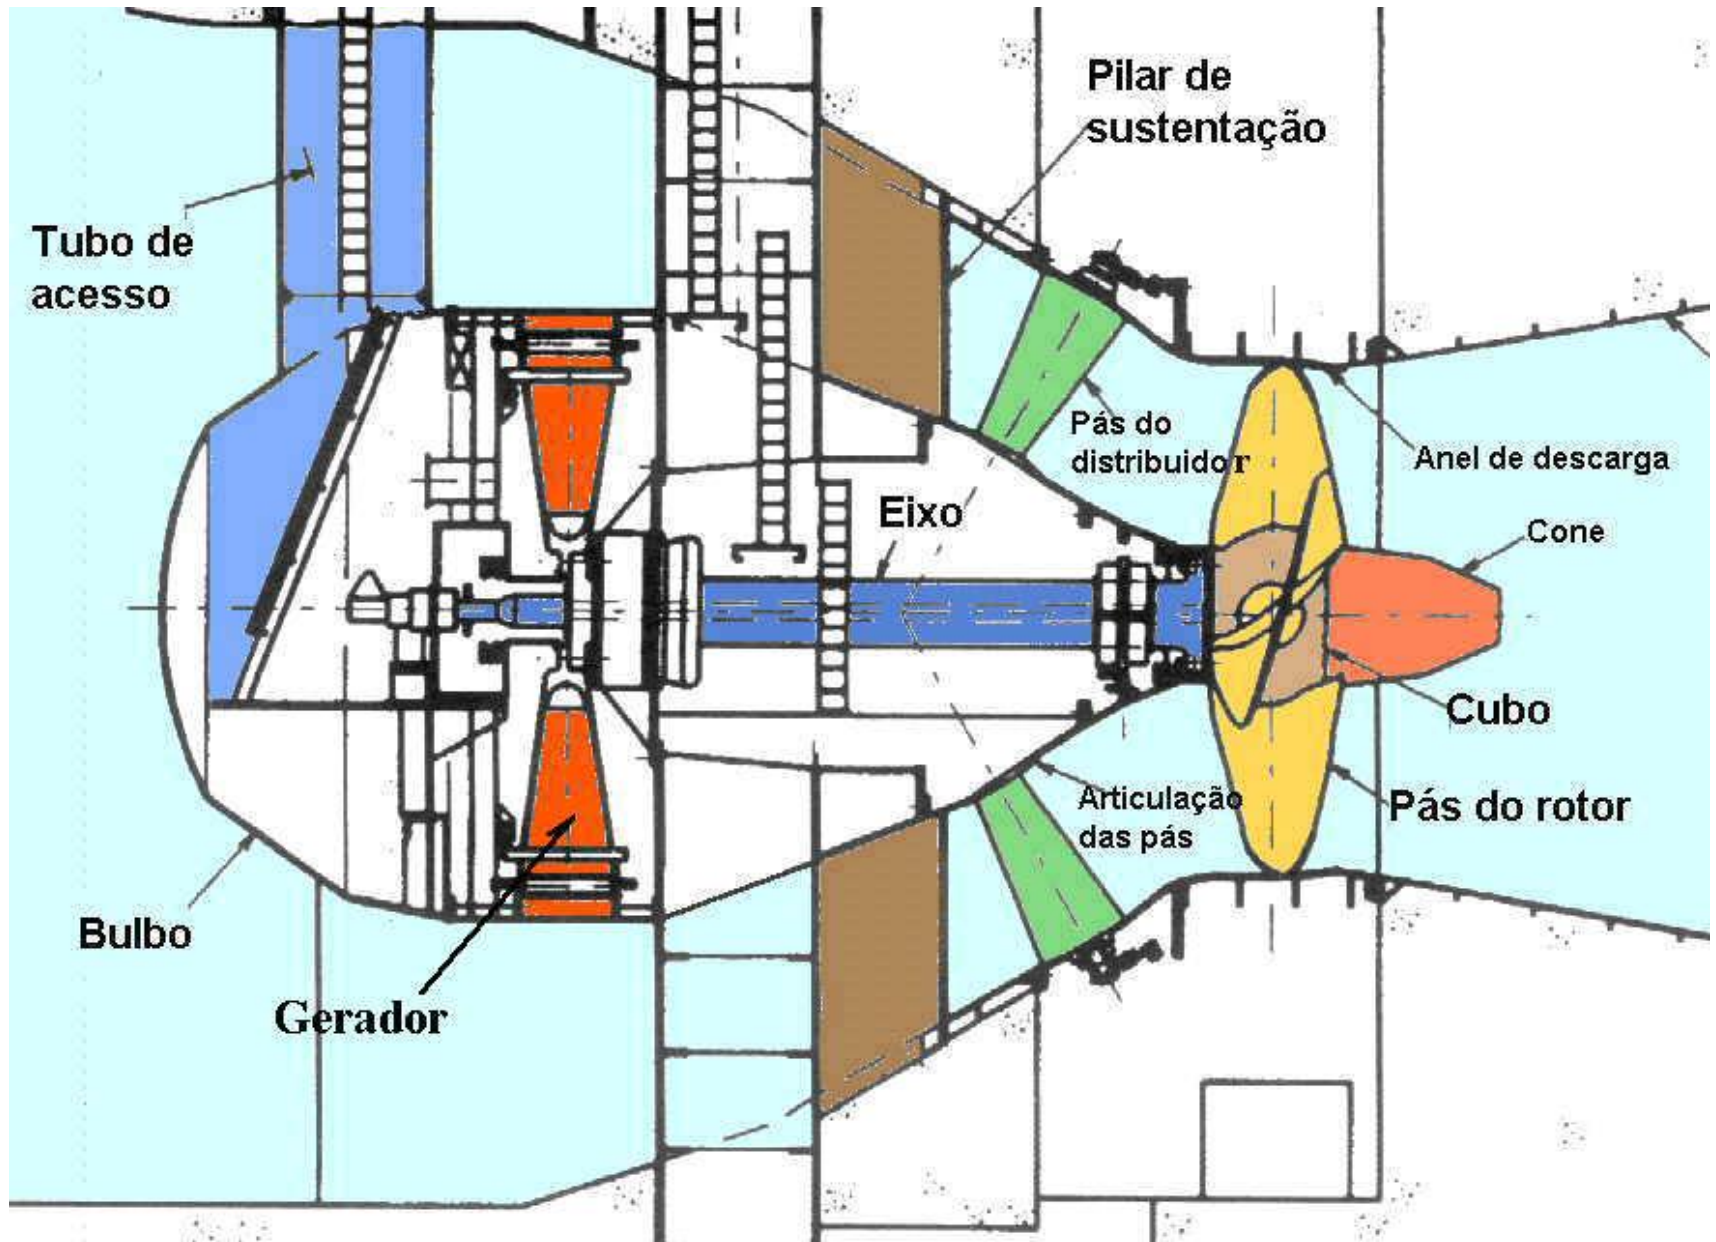 Pilar de
sustentação
Tubo de
acesso
Pás do
distribuidor
Anel de descarga
Eixo
Cone
Cubo
Articulação
das pás
Pás do rotor
Bulbo
Gerador